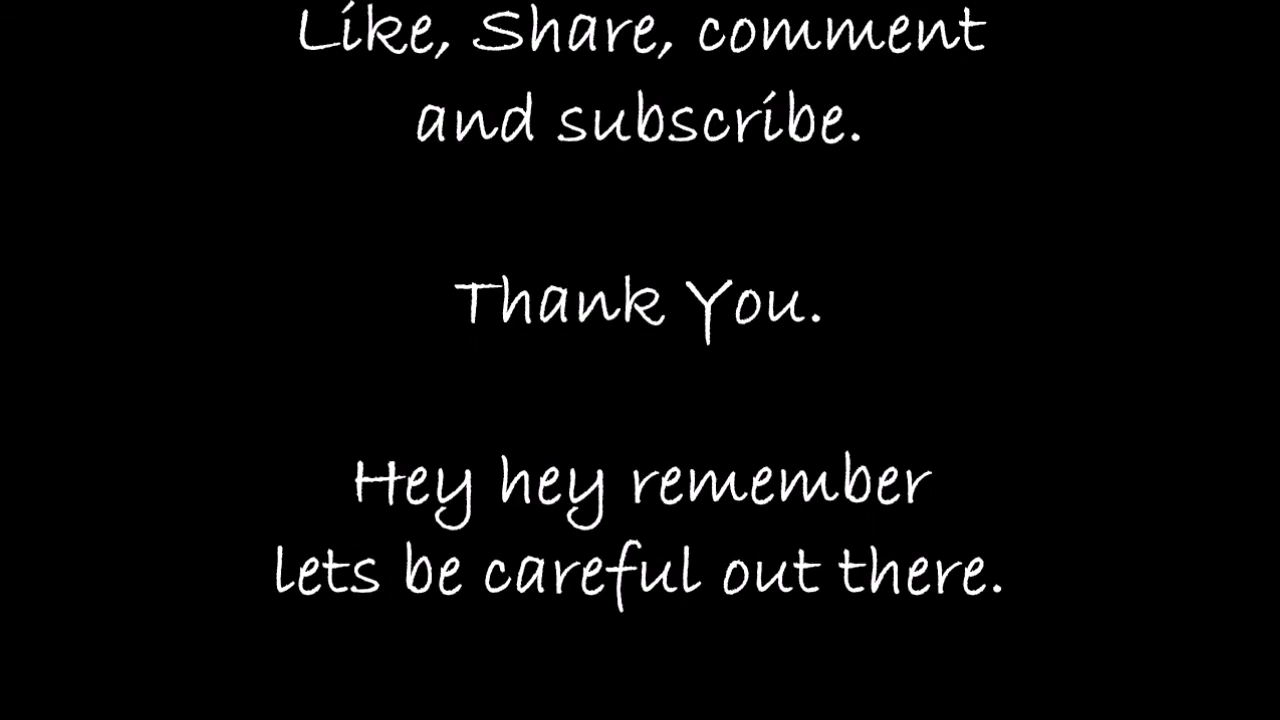 Like, Share, comment
and subscribe.
Thank You.
Hey hey remember
lets be careful out there.